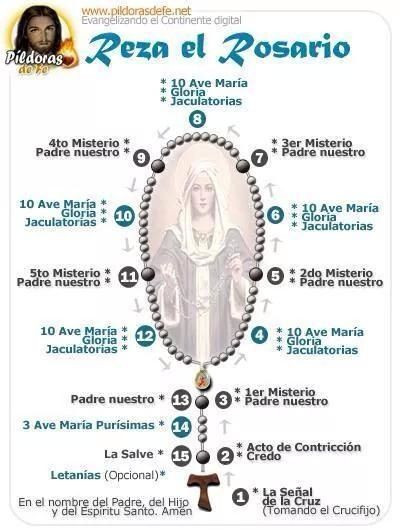 www.pildorasdefe.net
Evangelizando el Continente digital
Píldoras
de Fe
Reza el Rosario
* 10 Ave María
* Gloria
* Jaculatorias
8
4to Misterio *
Padre nuestro *
9
7
* 3er Misterio
* Padre nuestro
10 Ave María *
Gloria *
Jaculatorias *
10
6
* 10 Ave María
* Gloria
* Jaculatorias
5to Misterio *
Padre nuestro *
11
5
* 2do Misterio
* Padre nuestro
10 Ave María *
Gloria *
Jaculatorias *
12
4
* 10 Ave María
* Gloria
* Jaculatorias
Padre nuestro *
13
3
* 1er Misterio
* Padre nuestro
3 Ave María Purísimas *
14
La Salve *
15
2
* Acto de Contricción
* Credo
Letanías (Opcional)*
En el nombre del Padre, del Hijo
y del Espíritu Santo. Amén
1
* La Señal
de la Cruz
(Tomando el Crucifijo)